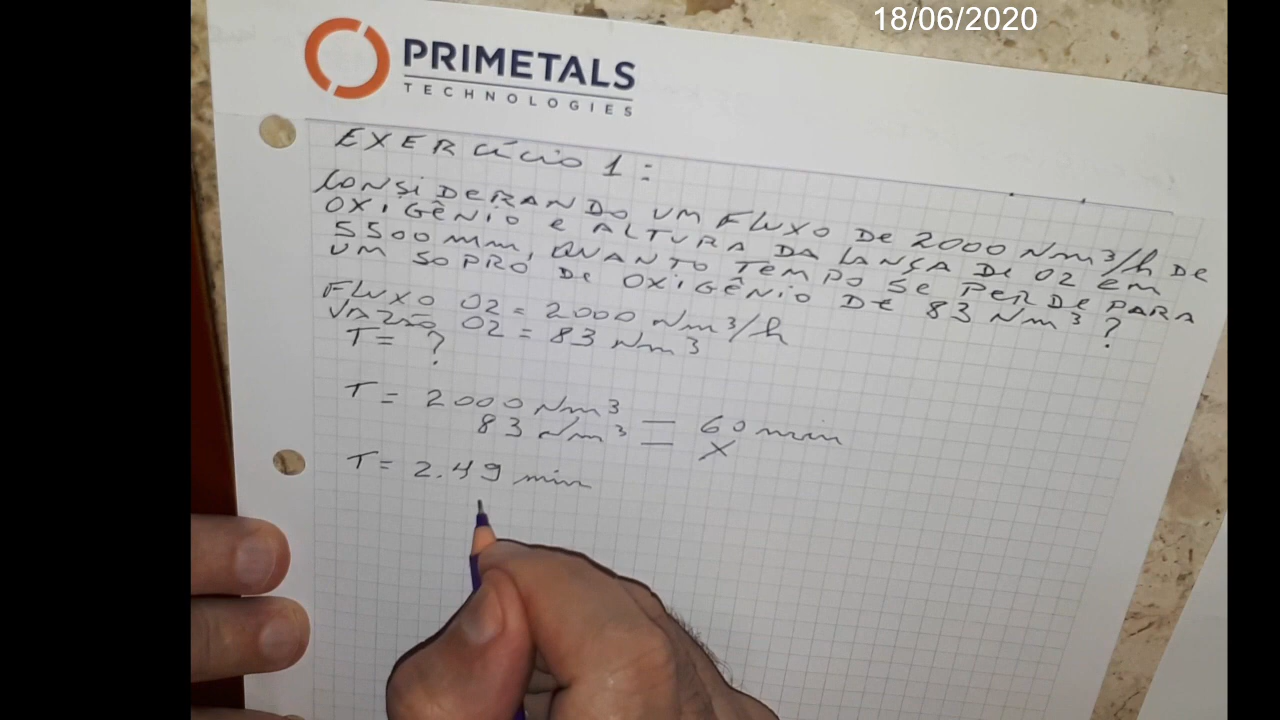 18/06/2020
PRIMETALS
TECHNOLOGIES
EXERCÍCIO 1:
CONSIDERANDO UM FLUXO DE 2000 Nm³/h DE
OXIGÊNIO E ALTURA DA LANÇA DE O2 EM
5500 mm, QUANTO TEMPO SE PERDE PARA
UM SOPRO DE OXIGÊNIO DE 83 Nm³?
FLUXO O2 = 2000 Nm³/h
VAZÃO O2 = 83 Nm³
T = ?
T = 2000 Nm³ = 60 min
83 Nm³ = X
T = 2.49 min